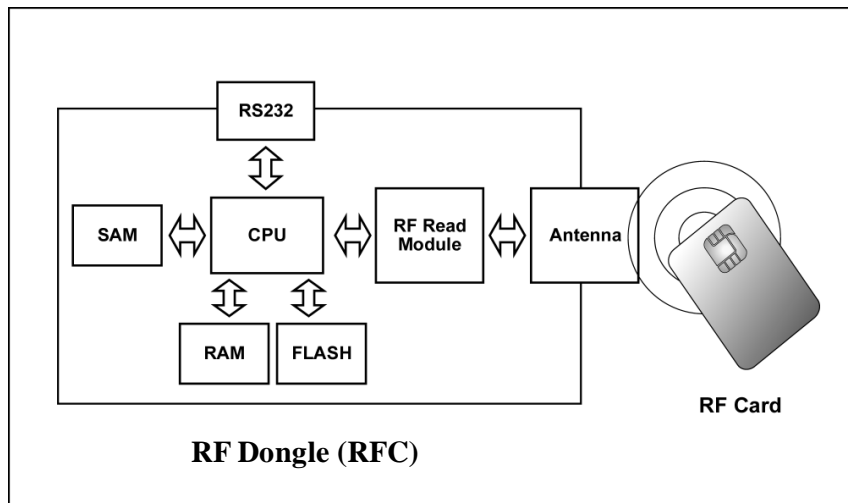 RS232
SAM
CPU
RF Read
Module
Antenna
RAM
FLASH
RF Card
RF Dongle (RFC)